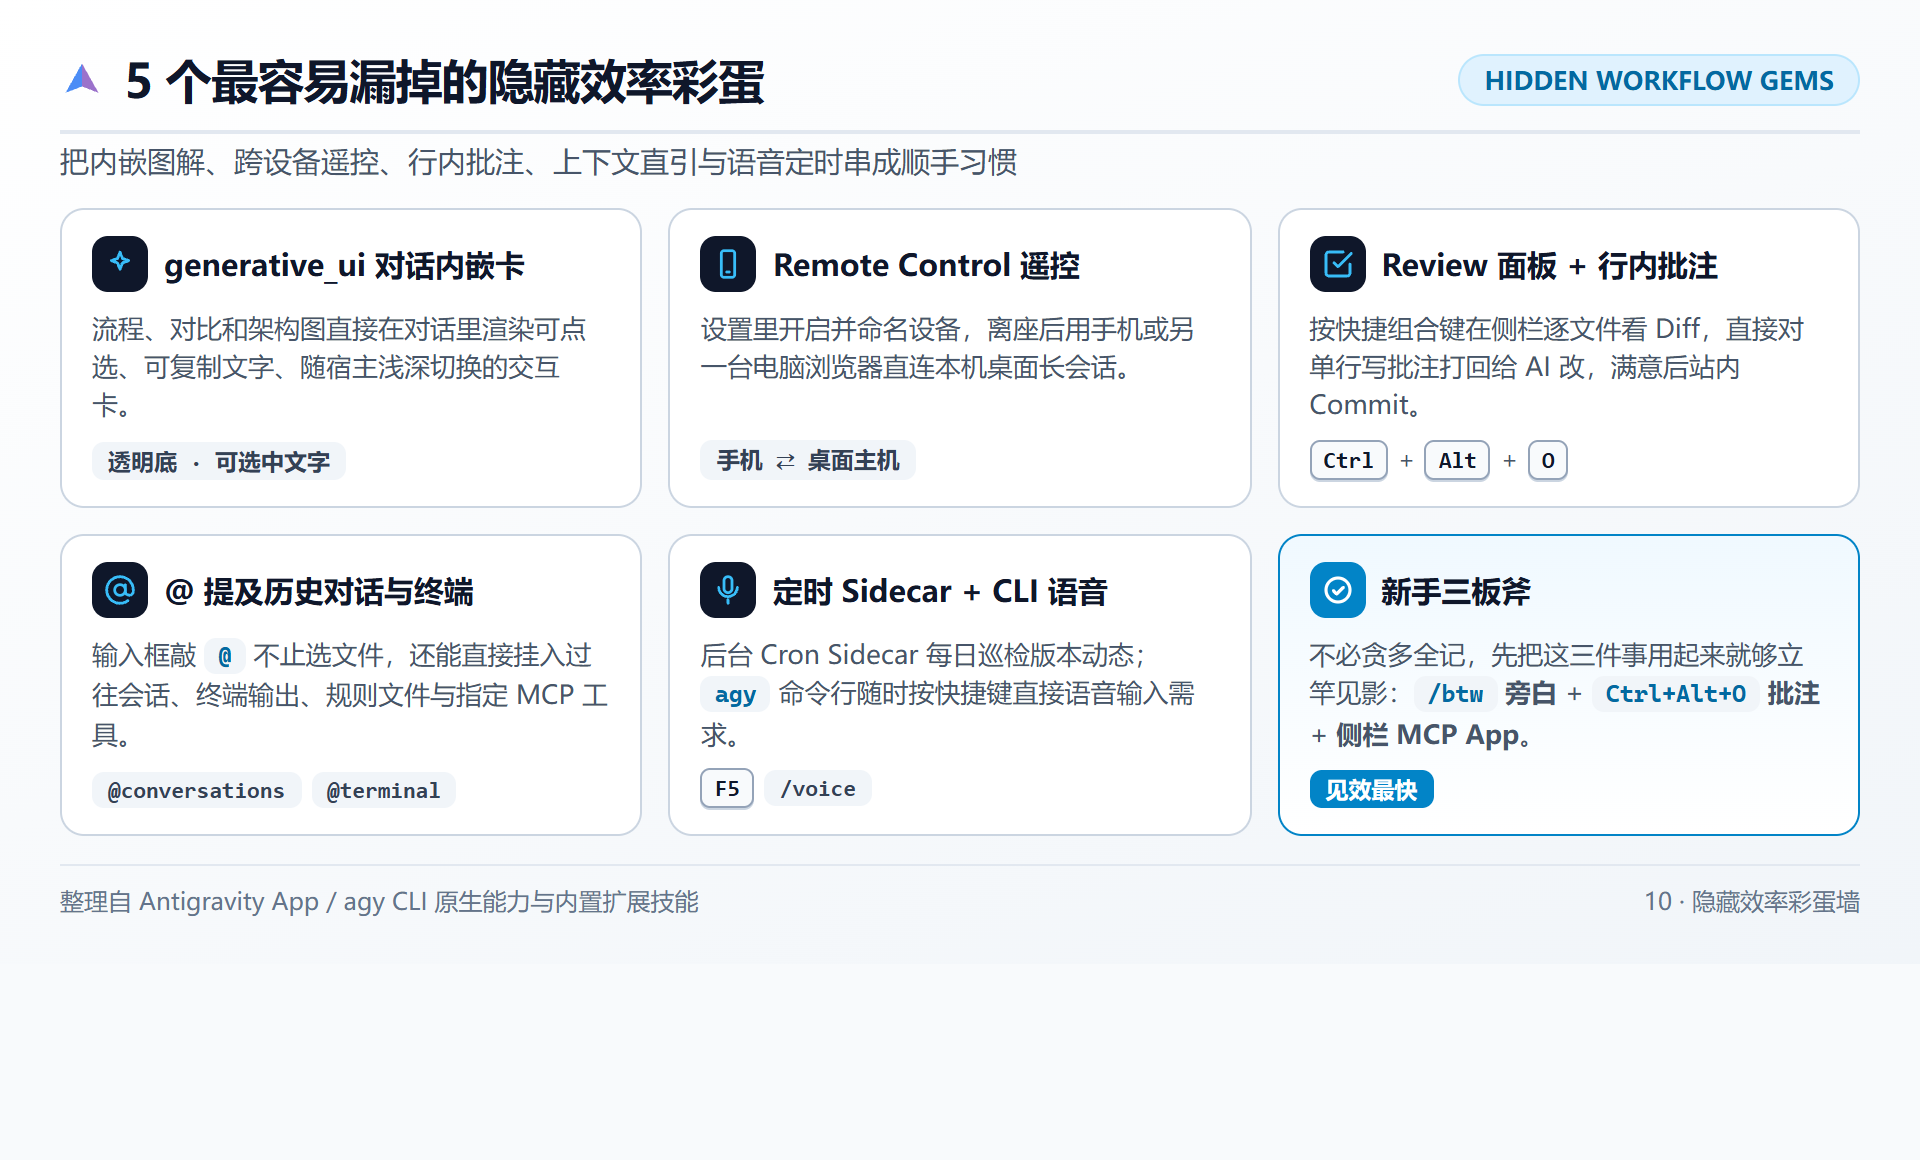 5 个最容易漏掉的隐藏效率彩蛋
HIDDEN WORKFLOW GEMS
把内嵌图解、跨设备遥控、行内批注、上下文直引与语音定时串成顺手习惯
generative_ui 对话内嵌卡
流程、对比和架构图直接在对话里渲染可点
选、可复制文字、随宿主浅深切换的交互
卡。
透明底 · 可选中文字
Remote Control 遥控
设置里开启并命名设备，离座后用手机或另
一台电脑浏览器直连本机桌面长会话。
手机 ⇄ 桌面主机
Review 面板 + 行内批注
按快捷组合键在侧栏逐文件看 Diff，直接对
单行写批注打回给 AI 改，满意后站内
Commit。
Ctrl + Alt + O
@ 提及历史对话与终端
输入框敲 @ 不止选文件，还能直接挂入过
往会话、终端输出、规则文件与指定 MCP 工
具。
@conversations @terminal
定时 Sidecar + CLI 语音
后台 Cron Sidecar 每日巡检版本动态；
agy 命令行随时按快捷键直接语音输入需
求。
F5 /voice
新手三板斧
不必贪多全记，先把这三件事用起来就够立
竿见影： /btw 旁白 + Ctrl+Alt+O 批注
+ 侧栏 MCP App。
见效最快
整理自 Antigravity App / agy CLI 原生能力与内置扩展技能
10 · 隐藏效率彩蛋墙